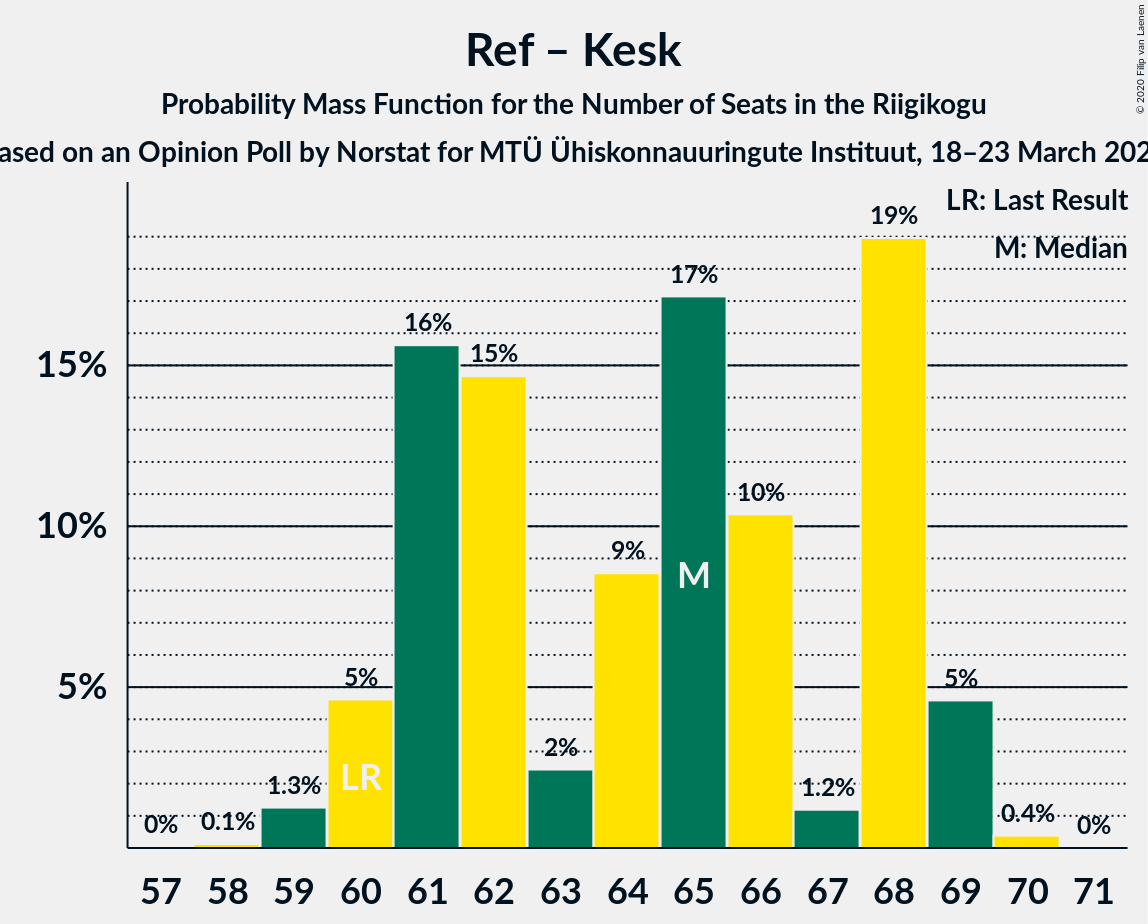 Ref – Kesk
Probability Mass Function for the Number of Seats in the Riigikogu
ased on an Opinion Poll by Norstat for MTÜ Ühiskonnauuringute Instituut, 18–23 March 202
© 2020 Filip van Laenen
LR: Last Result
M: Median
15%
10%
5%
0%
0.1%
1.3%
5%
16%
15%
2%
9%
17%
10%
1.2%
19%
5%
0.4%
0%
LR
M
57 58 59 60 61 62 63 64 65 66 67 68 69 70 71